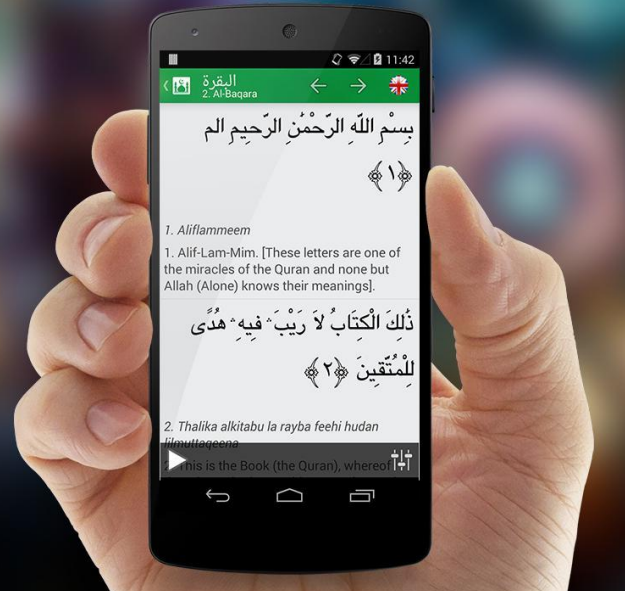 11:42
البقرة
2. Al-Baqara
بِسْمِ اللّهِ الرَّحْمَٰنِ الرَّحِيمِ الم
﴿١﴾
1. Aliflammeem
1. Alif-Lam-Mim. [These letters are one of
the miracles of the Quran and none but
Allah (Alone) knows their meanings].
ذَٰلِكَ الْكِتَابُ لاَ رَيْبَ ۛ فِيهِ ۛ هُدًى
لِلْمُتَّقِينَ ﴿٢﴾
2. Thalika alkitabu la rayba feehi hudan
lilmuttaqeena
2. This is the Book (the Quran), whereof